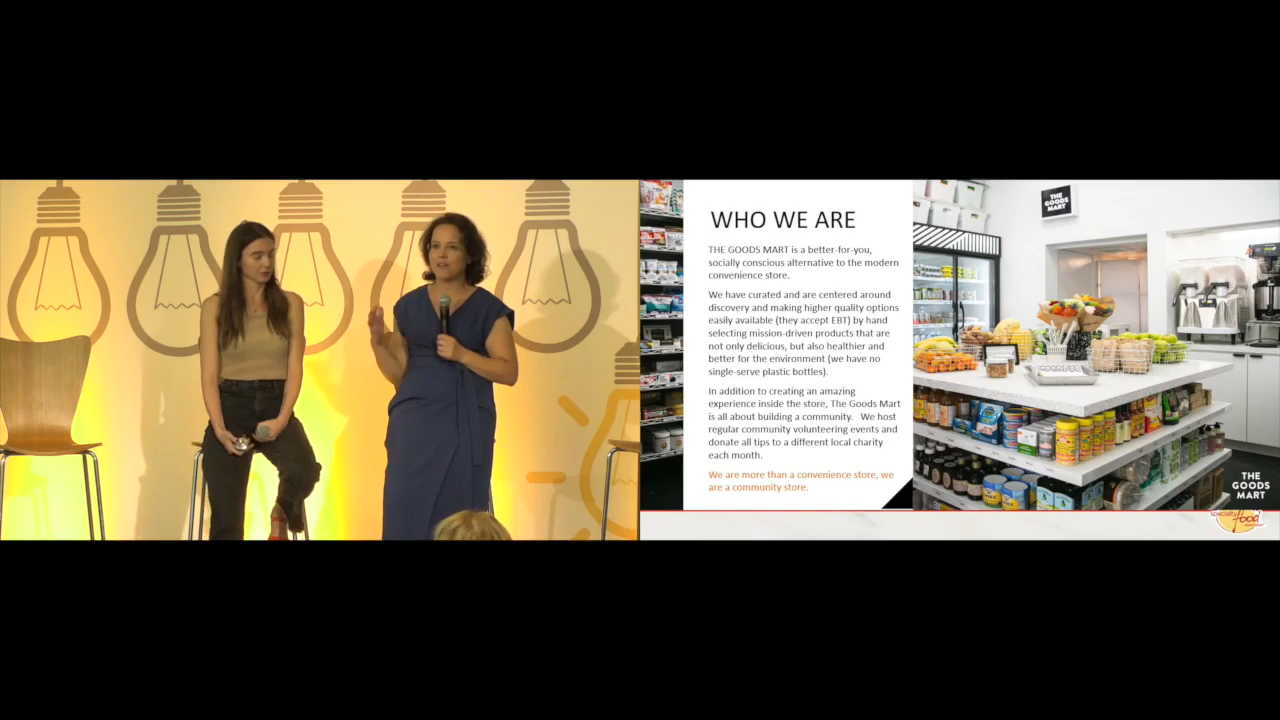 WHO WE ARE
THE GOODS MART is a better-for-you,
socially conscious alternative to the modern
convenience store.
We have curated and are centered around
discovery and making higher quality options
easily available (they accept EBT) by hand
selecting mission-driven products that are
not only delicious, but also healthier and
better for the environment (we have no
single-serve plastic bottles).
In addition to creating an amazing
experience inside the store, The Goods Mart
is all about building a community. We host
regular community volunteering events and
donate all tips to a different local charity
each month.
We are more than a convenience store, we
are a community store.
THE
GOODS
MART
THE
GOODS
MART
specialty
food